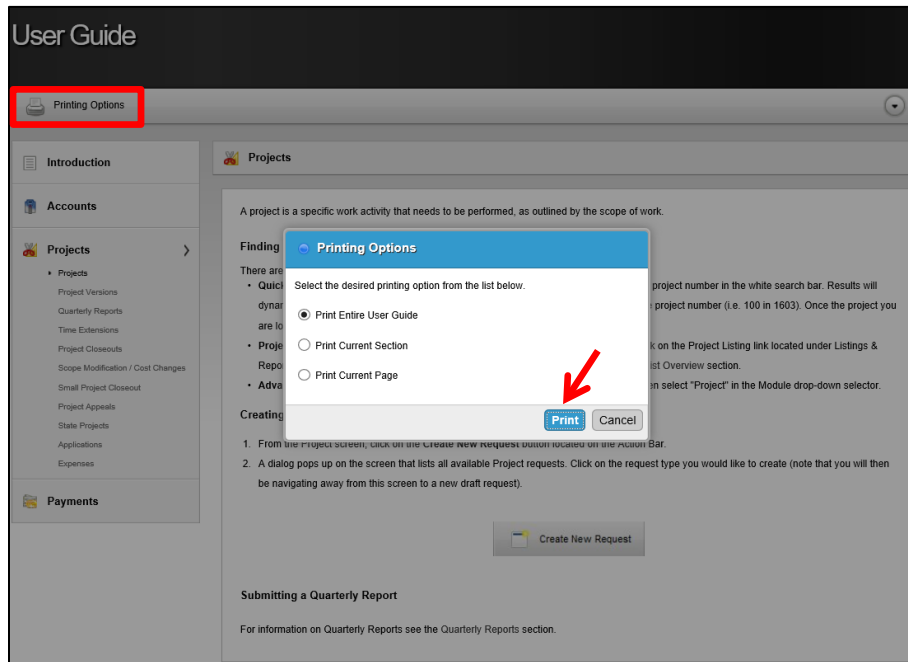 User Guide
Printing Options
Introduction
Accounts
Projects
Projects
Project Versions
Quarterly Reports
Time Extensions
Project Closeouts
Scope Modification / Cost Changes
Small Project Closeout
Project Appeals
State Projects
Applications
Expenses
Payments
Projects
A project is a specific work activity that needs to be performed, as outlined by the scope of work.
Finding
There are
• Quic project number in the white search bar. Results will
dynar project number (i.e. 100 in 1603). Once the project you
are lo
• Proje k on the Project Listing link located under Listings &
Repo ist Overview section.
• Adva en select "Project" in the Module drop-down selector.
Printing Options
Select the desired printing option from the list below.
Print Entire User Guide
Print Current Section
Print Current Page
Print Cancel
Creating
1. From the Project screen, click on the Create New Request button located on the Action Bar.
2. A dialog pops up on the screen that lists all available Project requests. Click on the request type you would like to create (note that you will then
be navigating away from this screen to a new draft request).
Create New Request
Submitting a Quarterly Report
For information on Quarterly Reports see the Quarterly Reports section.